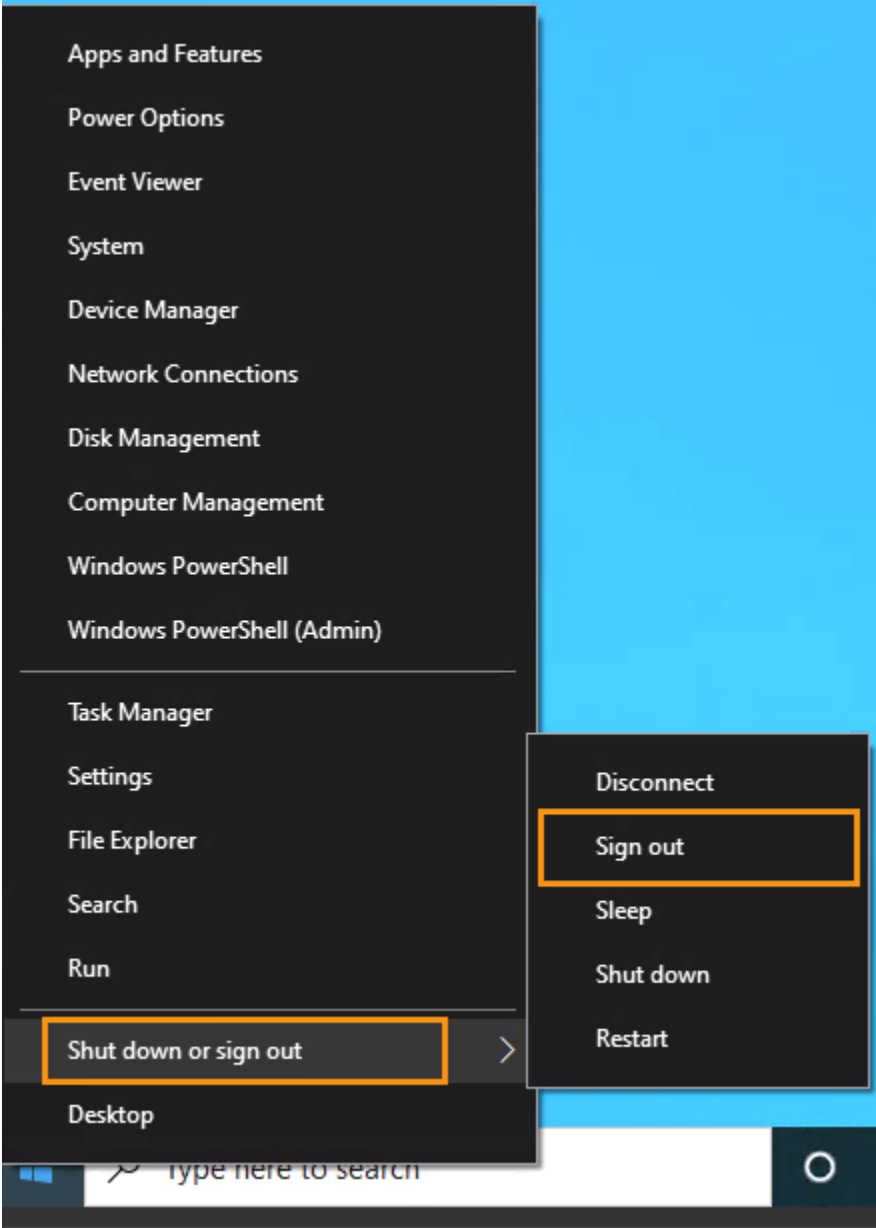 Apps and Features
Power Options
Event Viewer
System
Device Manager
Network Connections
Disk Management
Computer Management
Windows PowerShell
Windows PowerShell (Admin)
Task Manager
Settings
File Explorer
Search
Run
Shut down or sign out
Desktop
Disconnect
Sign out
Sleep
Shut down
Restart
Type here to search